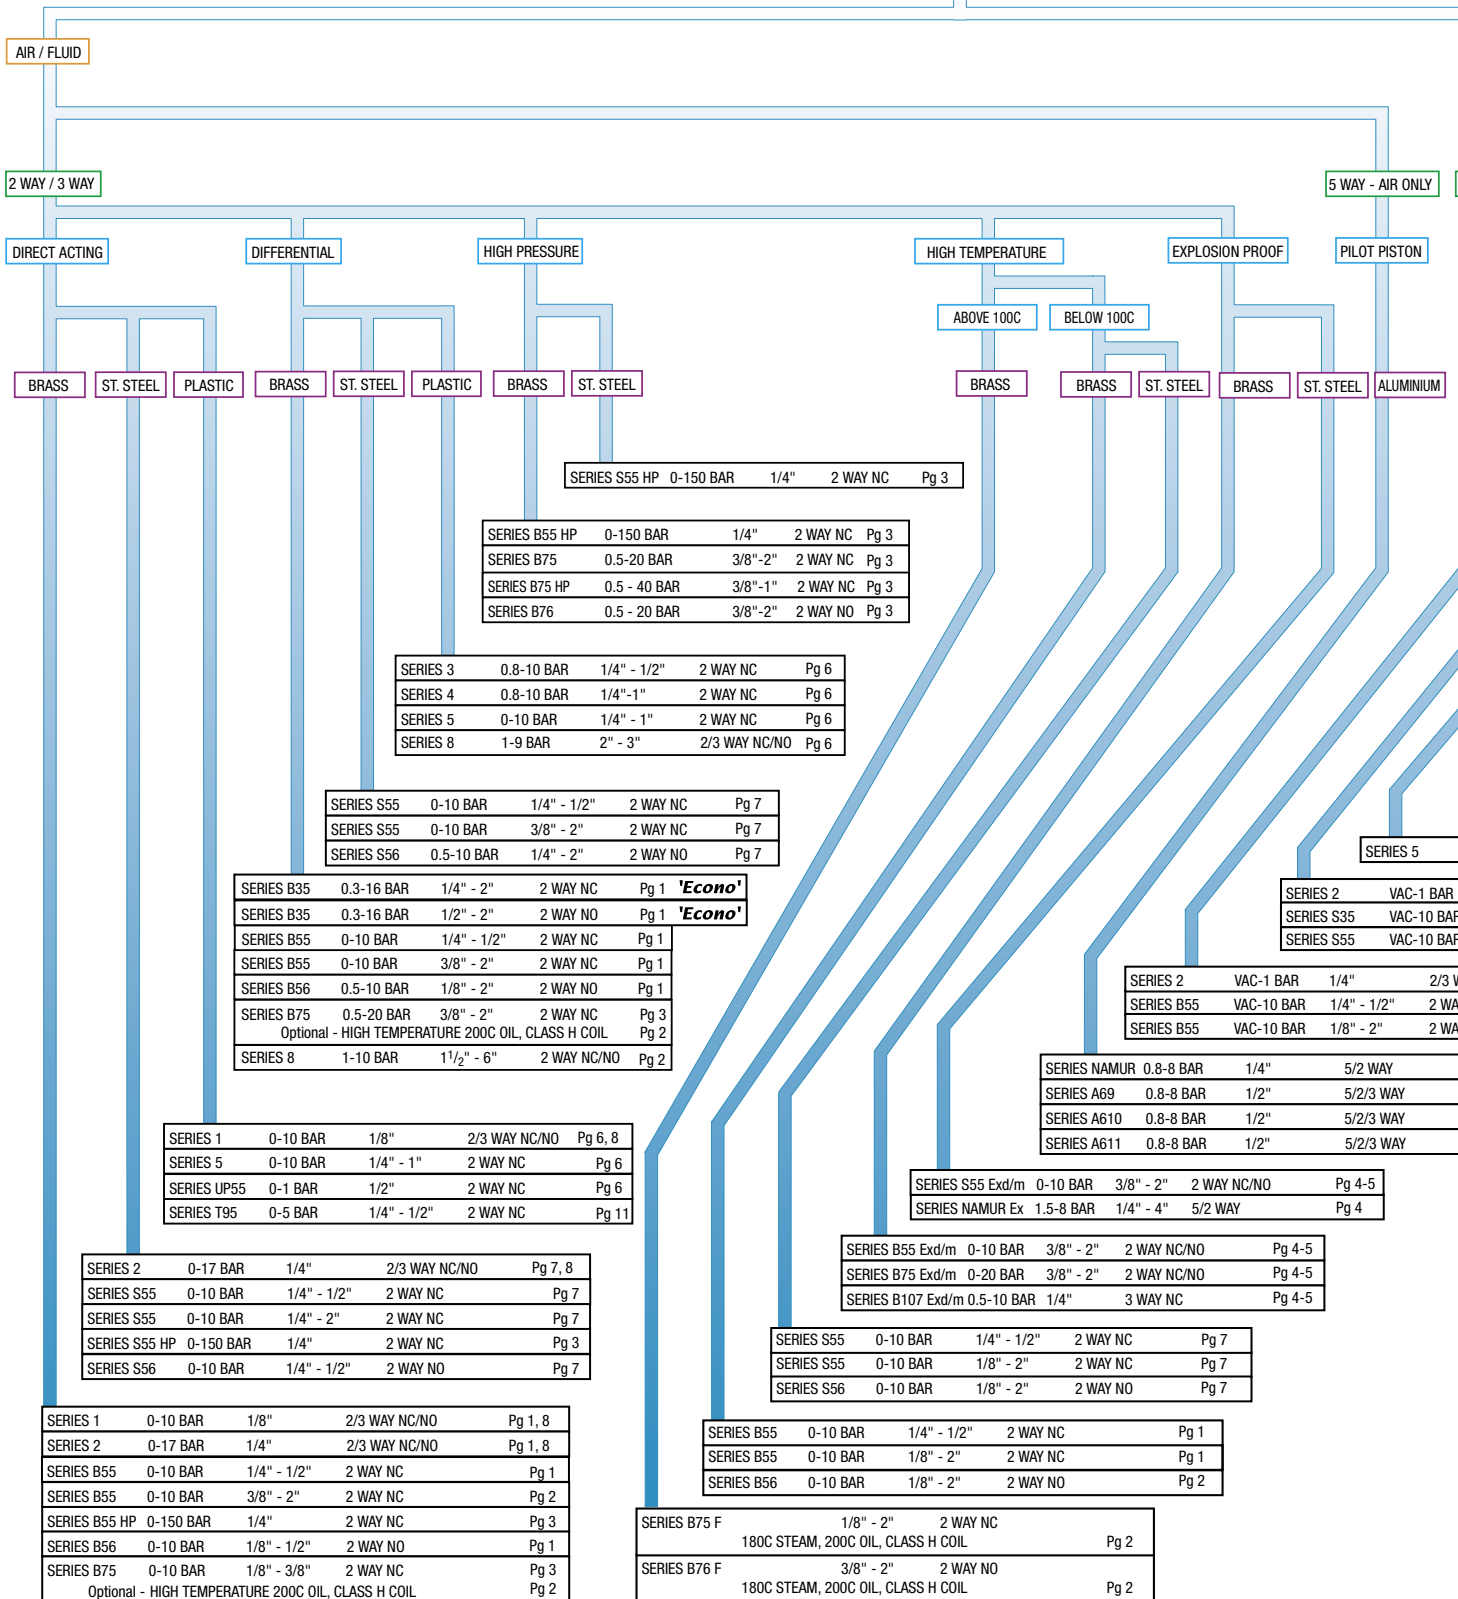 AIR / FLUID
2 WAY / 3 WAY
5 WAY - AIR ONLY
DIRECT ACTING
DIFFERENTIAL
HIGH PRESSURE
HIGH TEMPERATURE
EXPLOSION PROOF
PILOT PISTON
ABOVE 100C
BELOW 100C
BRASS
ST. STEEL
PLASTIC
BRASS
ST. STEEL
PLASTIC
BRASS
ST. STEEL
BRASS
BRASS
ST. STEEL
BRASS
ST. STEEL
ALUMINIUM
SERIES S55 HP 0-150 BAR 1/4" 2 WAY NC Pg 3
SERIES B55 HP 0-150 BAR 1/4" 2 WAY NC Pg 3
SERIES B75 0.5-20 BAR 3/8"-2" 2 WAY NC Pg 3
SERIES B75 HP 0.5 - 40 BAR 3/8"-1" 2 WAY NC Pg 3
SERIES B76 0.5 - 20 BAR 3/8"-2" 2 WAY NO Pg 3
SERIES 3 0.8-10 BAR 1/4" - 1/2" 2 WAY NC Pg 6
SERIES 4 0.8-10 BAR 1/4"-1" 2 WAY NC Pg 6
SERIES 5 0-10 BAR 1/4" - 1" 2 WAY NC Pg 6
SERIES 8 1-9 BAR 2" - 3" 2/3 WAY NC/NO Pg 6
SERIES S55 0-10 BAR 1/4" - 1/2" 2 WAY NC Pg 7
SERIES S55 0-10 BAR 3/8" - 2" 2 WAY NC Pg 7
SERIES S56 0.5-10 BAR 1/4" - 2" 2 WAY NO Pg 7
SERIES 5
SERIES B35 0.3-16 BAR 1/4" - 2" 2 WAY NC Pg 1 'Econo'
SERIES B35 0.3-16 BAR 1/2" - 2" 2 WAY NO Pg 1 'Econo'
SERIES B55 0-10 BAR 1/4" - 1/2" 2 WAY NC Pg 1
SERIES B55 0-10 BAR 3/8" - 2" 2 WAY NC Pg 1
SERIES B56 0.5-10 BAR 1/8" - 2" 2 WAY NO Pg 1
SERIES B75 0.5-20 BAR 3/8" - 2" 2 WAY NC Pg 3
Optional - HIGH TEMPERATURE 200C OIL, CLASS H COIL Pg 2
SERIES 8 1-10 BAR 1 1/2" - 6" 2 WAY NC/NO Pg 2
SERIES 2 VAC-1 BAR
SERIES S35 VAC-10 BAR
SERIES S55 VAC-10 BAR
SERIES 2 VAC-1 BAR 1/4" 2/3 W
SERIES B55 VAC-10 BAR 1/4" - 1/2" 2 WA
SERIES B55 VAC-10 BAR 1/8" - 2" 2 WA
SERIES NAMUR 0.8-8 BAR 1/4" 5/2 WAY
SERIES A69 0.8-8 BAR 1/2" 5/2/3 WAY
SERIES A610 0.8-8 BAR 1/2" 5/2/3 WAY
SERIES A611 0.8-8 BAR 1/2" 5/2/3 WAY
SERIES 1 0-10 BAR 1/8" 2/3 WAY NC/NO Pg 6, 8
SERIES 5 0-10 BAR 1/4" - 1" 2 WAY NC Pg 6
SERIES UP55 0-1 BAR 1/2" 2 WAY NC Pg 6
SERIES T95 0-5 BAR 1/4" - 1/2" 2 WAY NC Pg 11
SERIES S55 Exd/m 0-10 BAR 3/8" - 2" 2 WAY NC/NO Pg 4-5
SERIES NAMUR Ex 1.5-8 BAR 1/4" - 4" 5/2 WAY Pg 4
SERIES B55 Exd/m 0-10 BAR 3/8" - 2" 2 WAY NC/NO Pg 4-5
SERIES B75 Exd/m 0-20 BAR 3/8" - 2" 2 WAY NC/NO Pg 4-5
SERIES B107 Exd/m 0.5-10 BAR 1/4" 3 WAY NC Pg 4-5
SERIES 2 0-17 BAR 1/4" 2/3 WAY NC/NO Pg 7, 8
SERIES S55 0-10 BAR 1/4" - 1/2" 2 WAY NC Pg 7
SERIES S55 0-10 BAR 1/4" - 2" 2 WAY NC Pg 7
SERIES S55 HP 0-150 BAR 1/4" 2 WAY NC Pg 3
SERIES S56 0-10 BAR 1/4" - 1/2" 2 WAY NO Pg 7
SERIES S55 0-10 BAR 1/4" - 1/2" 2 WAY NC Pg 7
SERIES S55 0-10 BAR 1/8" - 2" 2 WAY NC Pg 7
SERIES S56 0-10 BAR 1/8" - 2" 2 WAY NO Pg 7
SERIES 1 0-10 BAR 1/8" 2/3 WAY NC/NO Pg 1, 8
SERIES 2 0-17 BAR 1/4" 2/3 WAY NC/NO Pg 1, 8
SERIES B55 0-10 BAR 1/4" - 1/2" 2 WAY NC Pg 1
SERIES B55 0-10 BAR 3/8" - 2" 2 WAY NC Pg 2
SERIES B55 HP 0-150 BAR 1/4" 2 WAY NC Pg 3
SERIES B56 0-10 BAR 1/8" - 1/2" 2 WAY NO Pg 1
SERIES B75 0-10 BAR 1/8" - 3/8" 2 WAY NC Pg 3
Optional - HIGH TEMPERATURE 200C OIL, CLASS H COIL Pg 2
SERIES B55 0-10 BAR 1/4" - 1/2" 2 WAY NC Pg 1
SERIES B55 0-10 BAR 1/8" - 2" 2 WAY NC Pg 1
SERIES B56 0-10 BAR 1/8" - 2" 2 WAY NO Pg 2
SERIES B75 F 1/8" - 2" 2 WAY NC
180C STEAM, 200C OIL, CLASS H COIL Pg 2
SERIES B76 F 3/8" - 2" 2 WAY NO
180C STEAM, 200C OIL, CLASS H COIL Pg 2